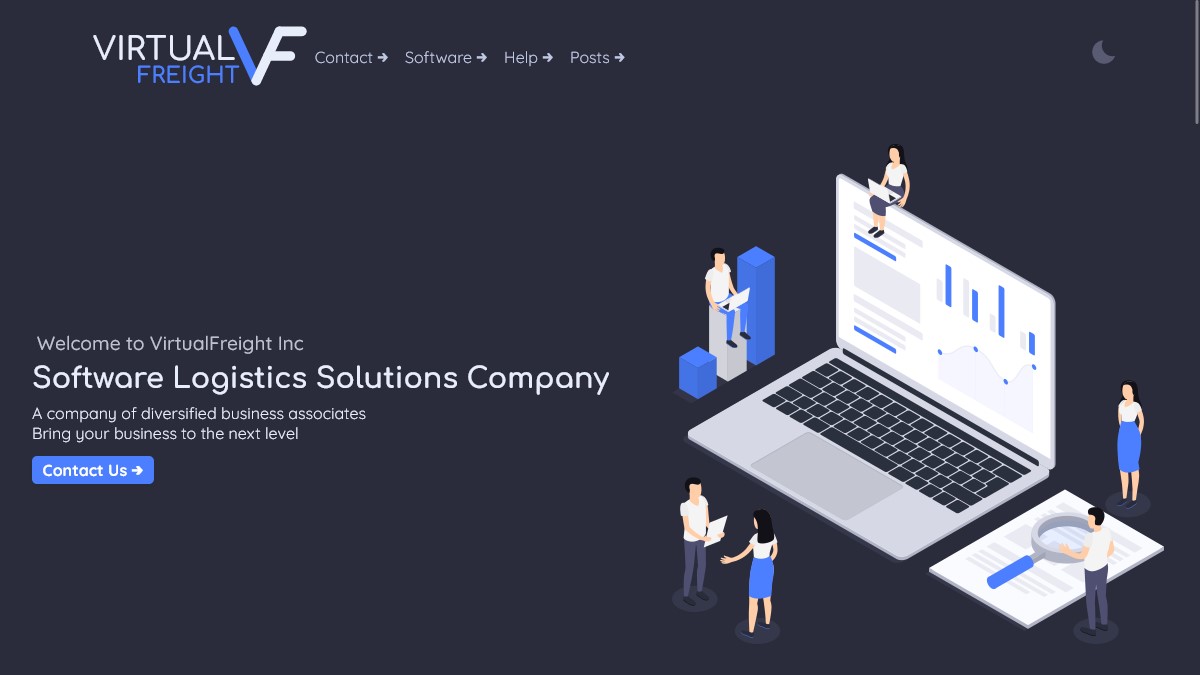 VIRTUAL
FREIGHT
VF
Contact → Software → Help → Posts →
Welcome to VirtualFreight Inc
Software Logistics Solutions Company
A company of diversified business associates
Bring your business to the next level
Contact Us →